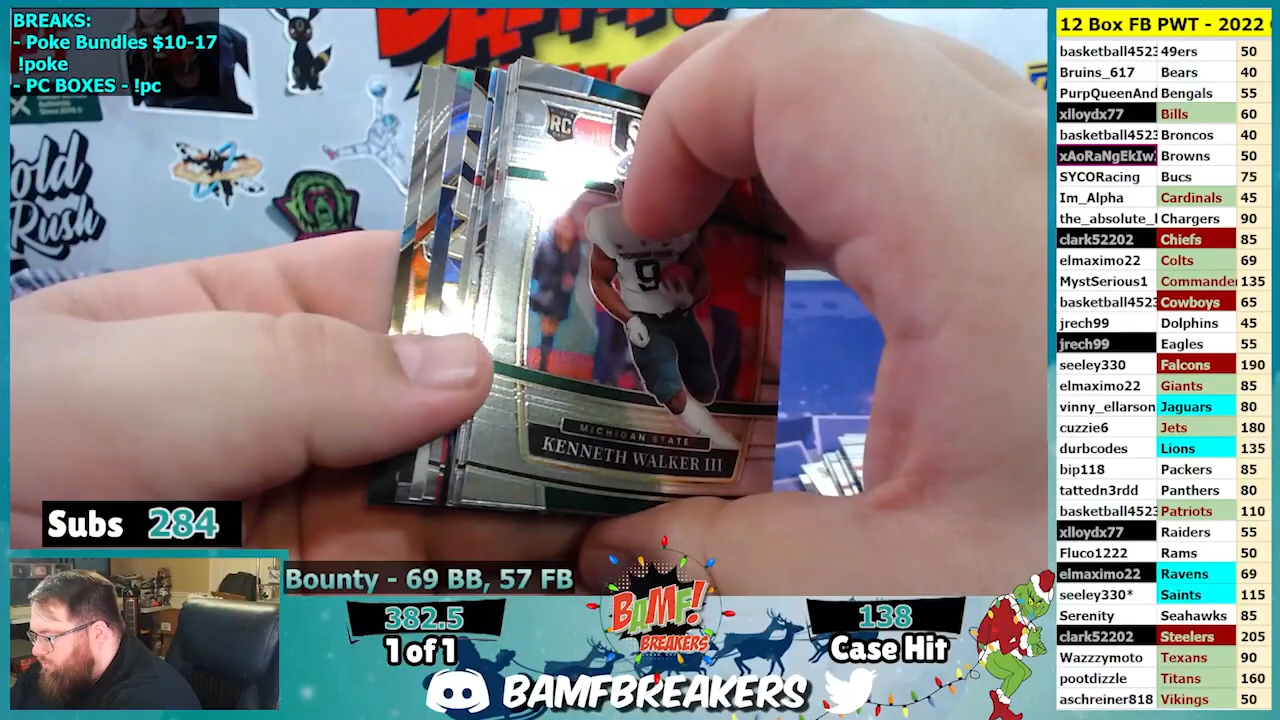 BREAKS:
- Poke Bundles $10-17
!poke
- PC BOXES - !pc
old
Rush
RC
9
MICHIGAN STATE
KENNETH WALKER III
Subs 284
Bounty - 69 BB, 57 FB
382.5
1 of 1
BAMF!
BREAKERS
138
Case Hit
BAMFBREAKERS
12 Box FB PWT - 2022
basketball4523 49ers 50
Bruins_617 Bears 40
PurpQueenAnd Bengals 55
xlloydx77 Bills 60
basketball4523 Broncos 40
xAoRaNgEkIw Browns 50
SYCORacing Bucs 75
Im_Alpha Cardinals 45
the_absolute_l Chargers 90
clark52202 Chiefs 85
elmaximo22 Colts 69
MystSerious1 Commande 135
basketball4523 Cowboys 65
jrech99 Dolphins 45
jrech99 Eagles 55
seeley330 Falcons 190
elmaximo22 Giants 85
vinny_ellarson Jaguars 80
cuzzie6 Jets 180
durbcodes Lions 135
bip118 Packers 85
tattedn3rdd Panthers 80
basketball4523 Patriots 110
xlloydx77 Raiders 55
Fluco1222 Rams 50
elmaximo22 Ravens 69
seeley330* Saints 115
Serenity Seahawks 85
clark52202 Steelers 205
Wazzzymoto Texans 90
pootdizzle Titans 160
aschreiner818 Vikings 50